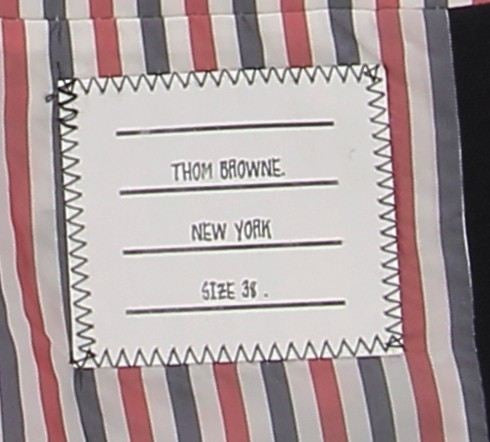 THOM BROWNE.
NEW YORK
SIZE 38.